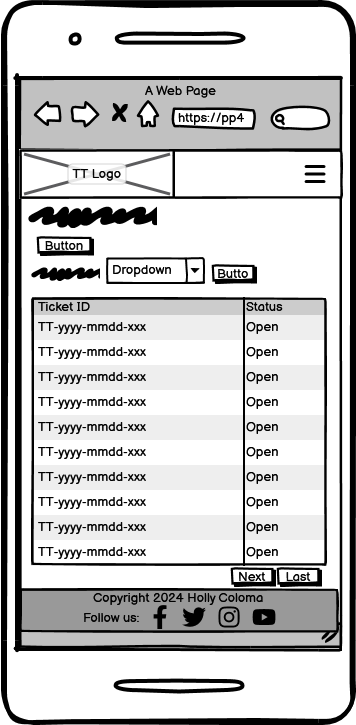 A Web Page
https://pp4
TT Logo
Button
Dropdown Butto
Ticket ID Status
TT-yyyy-mmdd-xxx Open
TT-yyyy-mmdd-xxx Open
TT-yyyy-mmdd-xxx Open
TT-yyyy-mmdd-xxx Open
TT-yyyy-mmdd-xxx Open
TT-yyyy-mmdd-xxx Open
TT-yyyy-mmdd-xxx Open
TT-yyyy-mmdd-xxx Open
TT-yyyy-mmdd-xxx Open
TT-yyyy-mmdd-xxx Open
Next Last
Copyright 2024 Holly Coloma
Follow us: